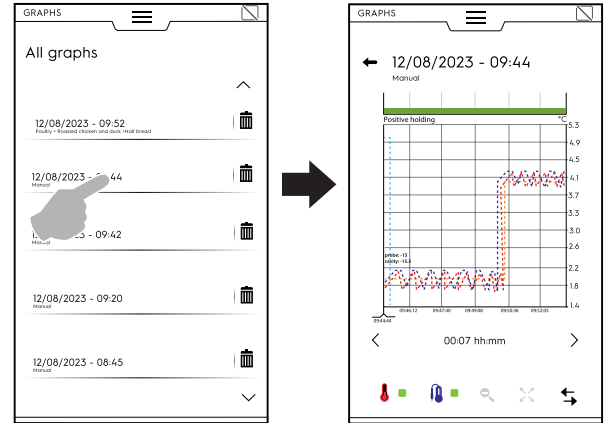 GRAPHS
All graphs
12/08/2023 - 09:52
Poultry • Roasted chicken and duck •Half breast
12/08/2023 - 44
Manual
- 09:42
Manual
12/08/2023 - 09:20
Manual
12/08/2023 - 08:45
Manual
GRAPHS
12/08/2023 - 09:44
Manual
Positive holding °C
5.3
4.9
4.5
4.1
3.7
3.3
3.0
2.6
2.2
1.8
1.4
probe: -15
cavity: -15.5
09:46:12 09:47:40 09:49:08 09:50:36 09:52:05
09:44:44
00:07 hh:mm